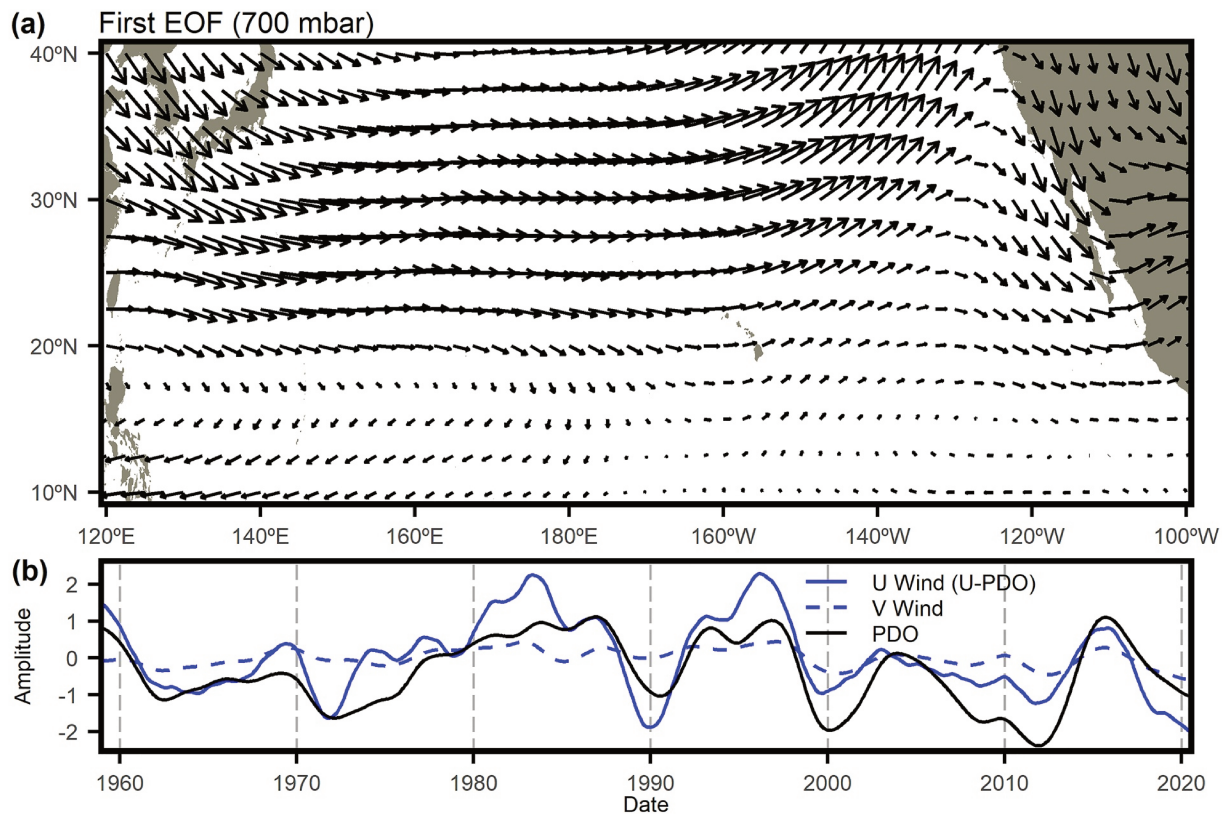 (a) First EOF (700 mbar)
40ºN
30ºN
20ºN
10ºN
120ºE 140ºE 160ºE 180ºE 160ºW 140ºW 120ºW 100ºW
(b)
Amplitude
2
1
0
-1
-2
U Wind (U-PDO)
V Wind
PDO
1960 1970 1980 1990 2000 2010 2020
Date